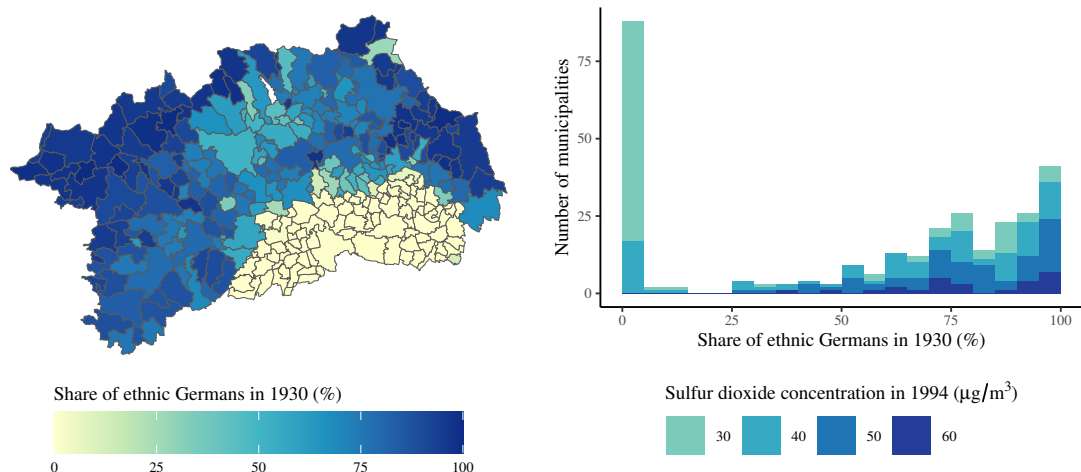 Number of municipalities
75
50
25
0
0 25 50 75 100
Share of ethnic Germans in 1930 (%)
Share of ethnic Germans in 1930 (%)
0 25 50 75 100
Sulfur dioxide concentration in 1994 (μg/m³)
30 40 50 60